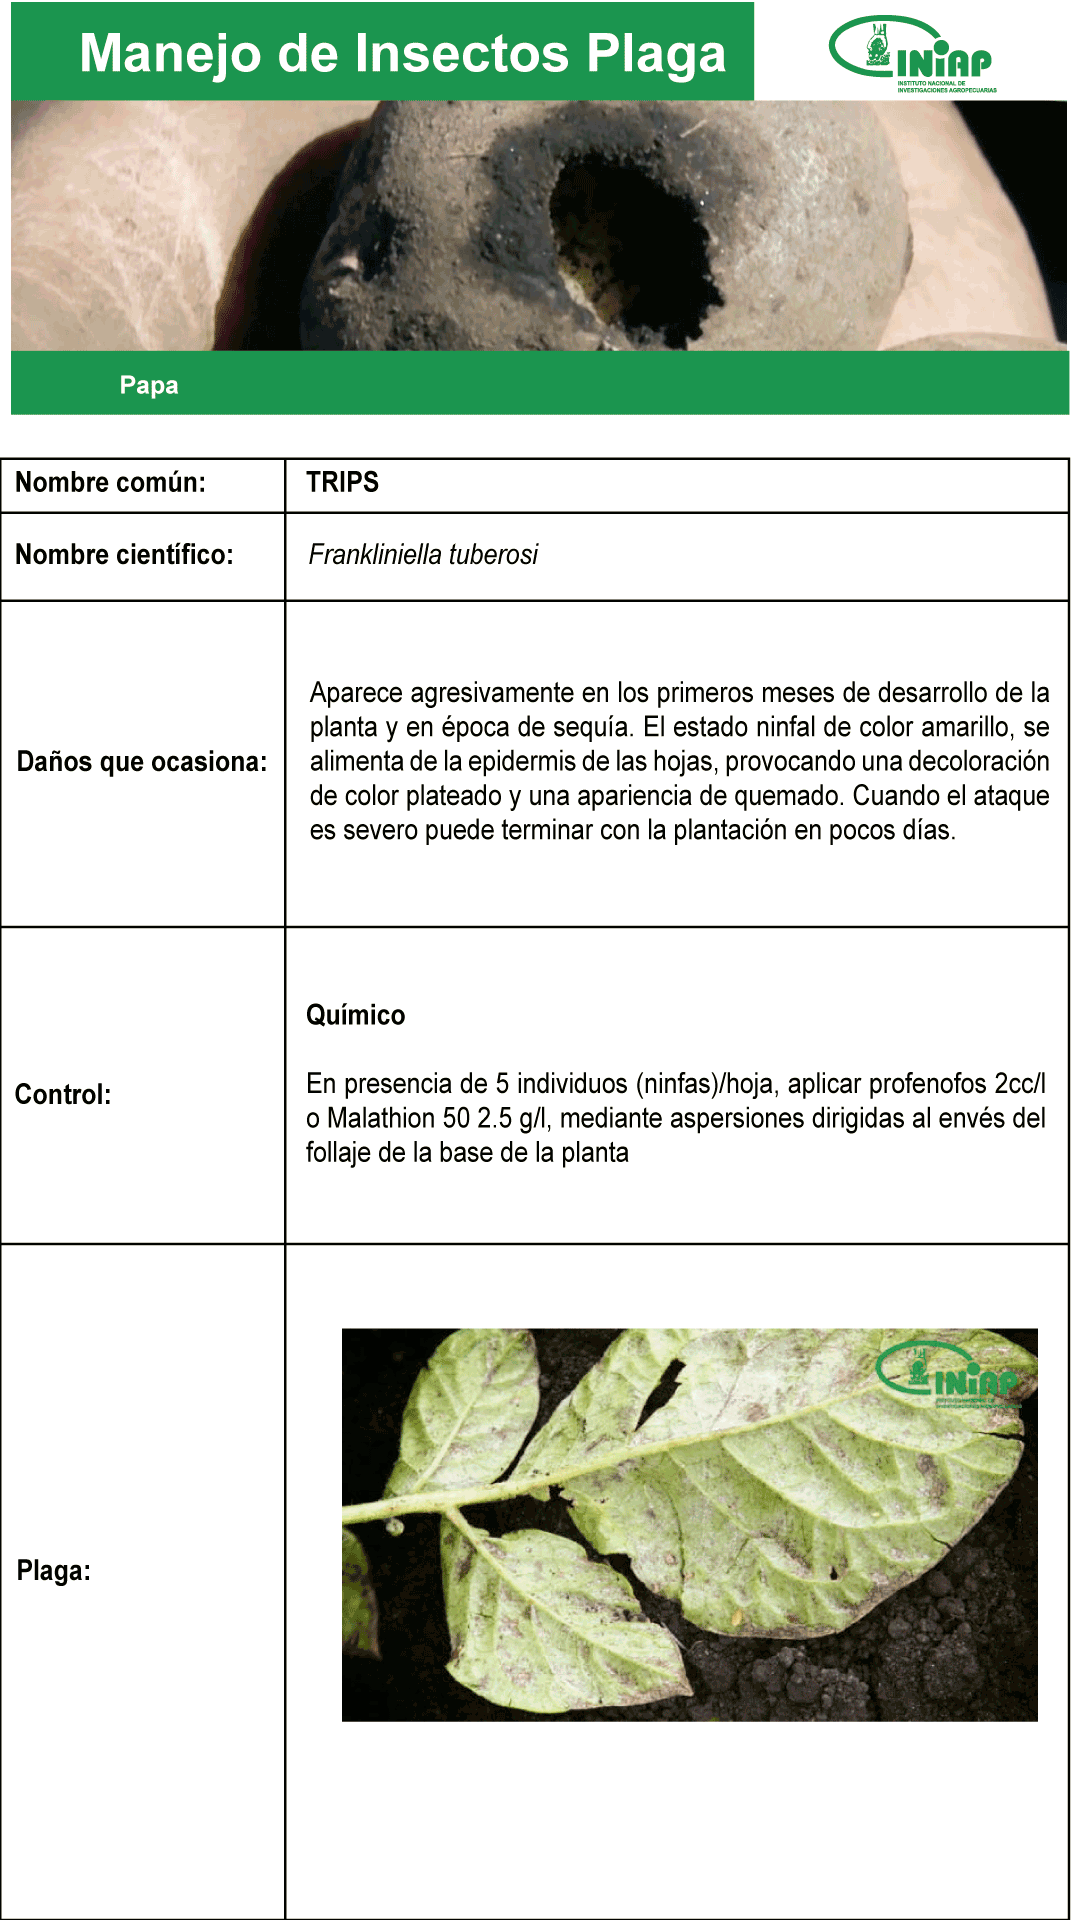 Manejo de Insectos Plaga
INIAP
INSTITUTO NACIONAL DE
INVESTIGACIONES AGROPECUARIAS
Papa
Nombre común:
TRIPS
Nombre científico:
Frankliniella tuberosi
Daños que ocasiona:
Aparece agresivamente en los primeros meses de desarrollo de la
planta y en época de sequía. El estado ninfal de color amarillo, se
alimenta de la epidermis de las hojas, provocando una decoloración
de color plateado y una apariencia de quemado. Cuando el ataque
es severo puede terminar con la plantación en pocos días.
Control:
Químico
En presencia de 5 individuos (ninfas)/hoja, aplicar profenofos 2cc/l
o Malathion 50 2.5 g/l, mediante aspersiones dirigidas al envés del
follaje de la base de la planta
Plaga:
INIAP